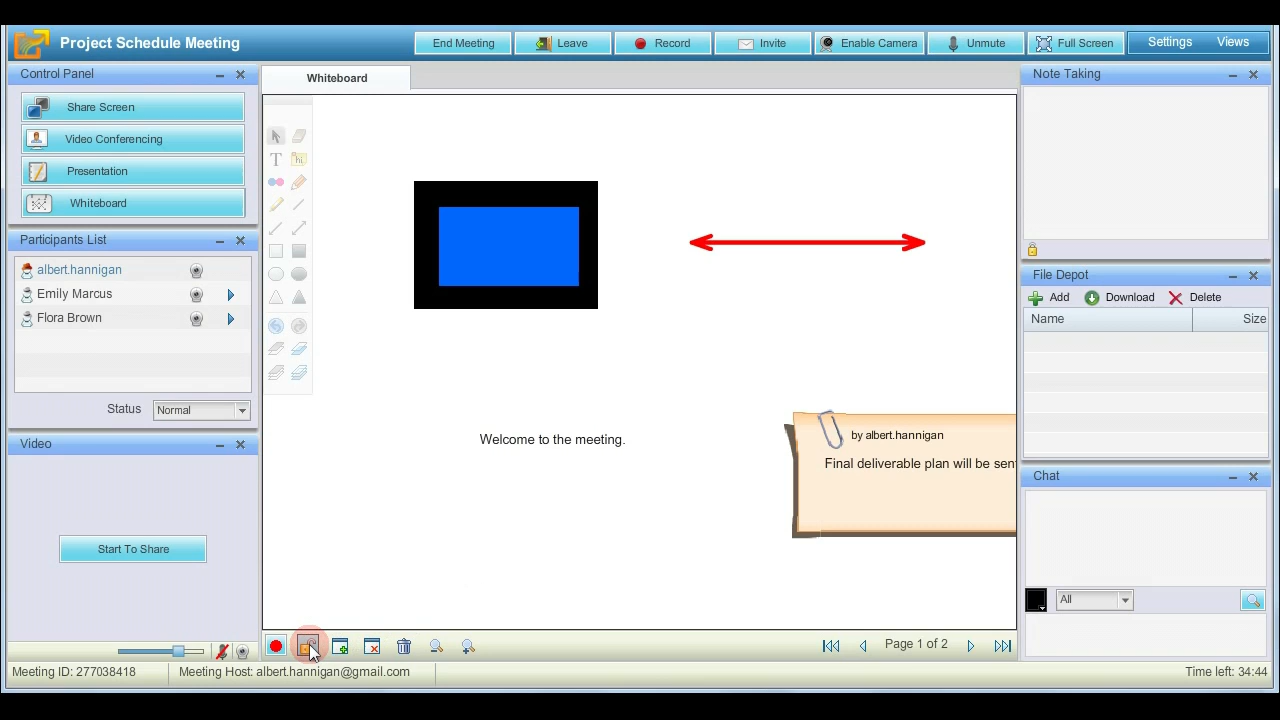 Project Schedule Meeting
End Meeting
Leave
Record
Invite
Enable Camera
Unmute
Full Screen
Settings
Views
Control Panel
Share Screen
Video Conferencing
Presentation
Whiteboard
Participants List
albert.hannigan
Emily Marcus
Flora Brown
Status
Normal
Video
Start To Share
Whiteboard
T
hi
Welcome to the meeting.
by albert.hannigan
Final deliverable plan will be sent
Page 1 of 2
Note Taking
File Depot
Add
Download
Delete
Name
Size
Chat
All
Meeting ID: 277038418
Meeting Host: albert.hannigan@gmail.com
Time left: 34:44